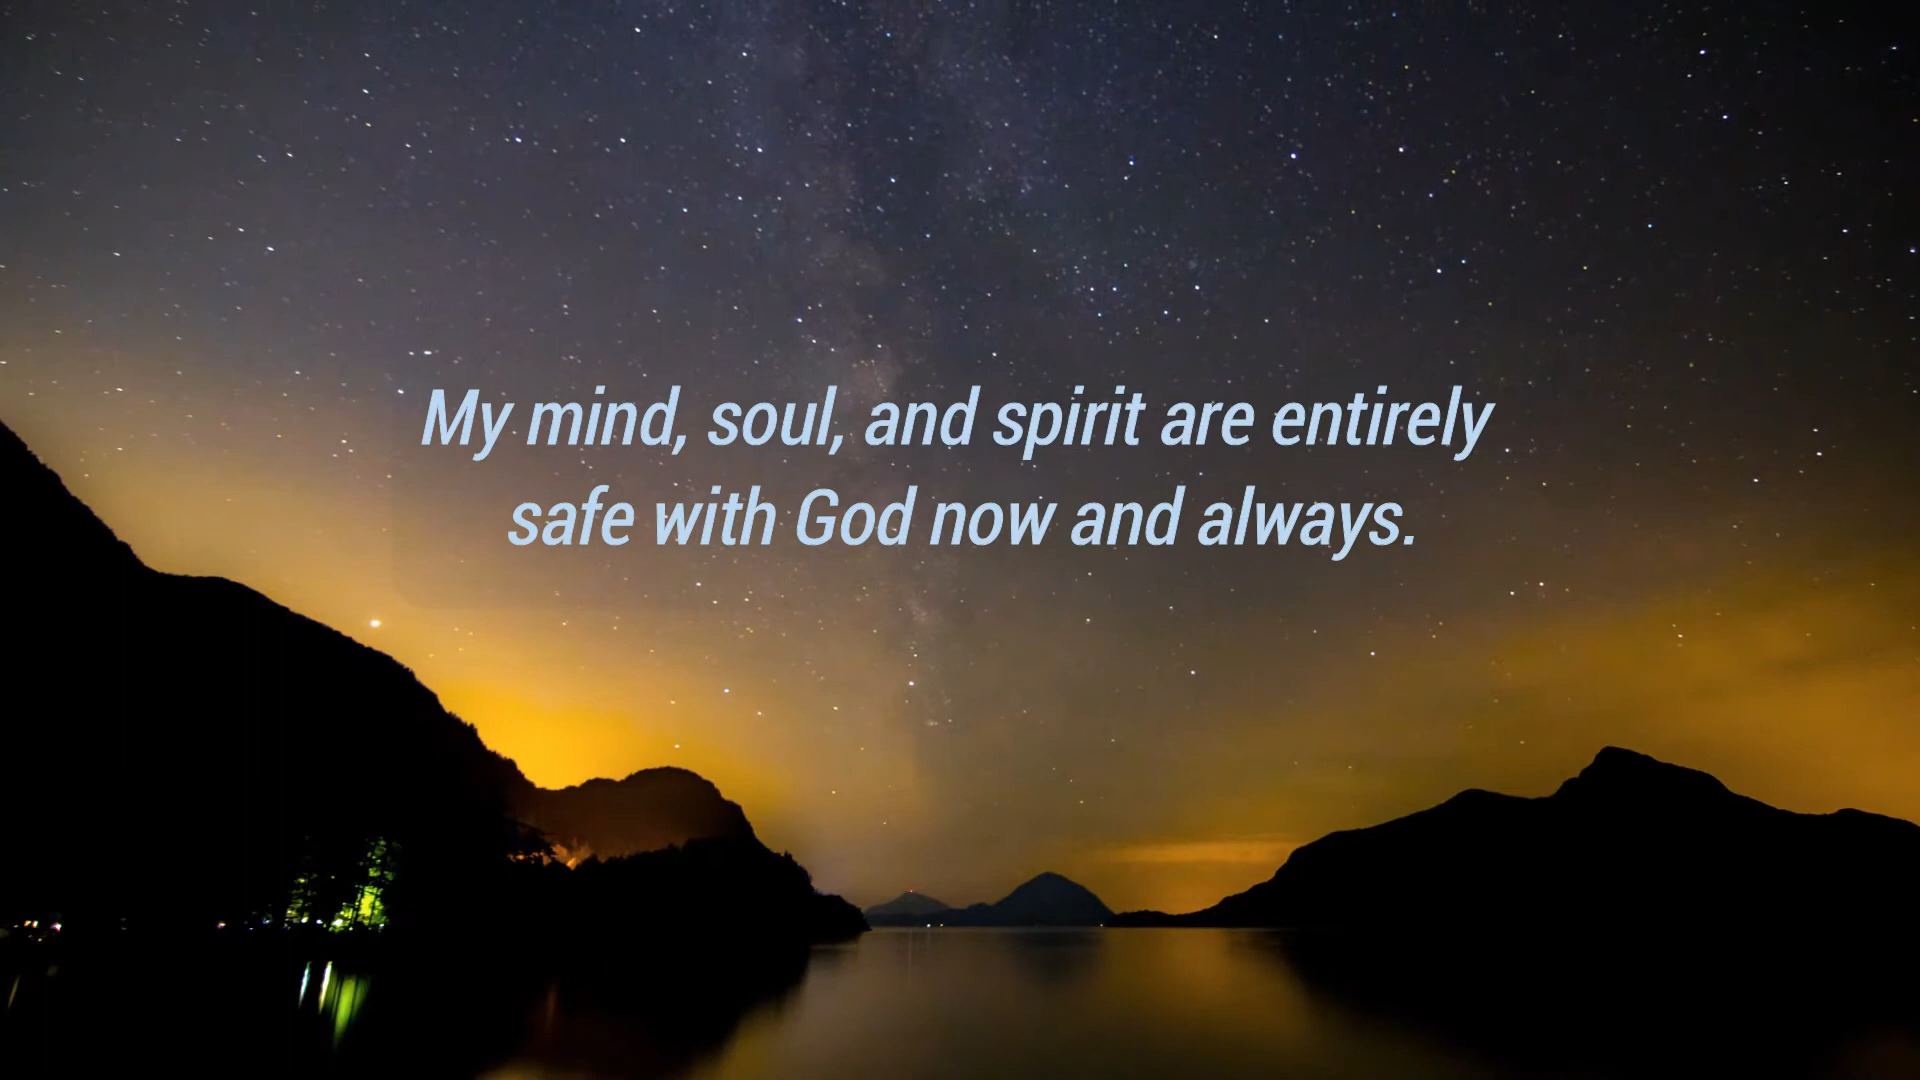 My mind, soul, and spirit are entirely
safe with God now and always.